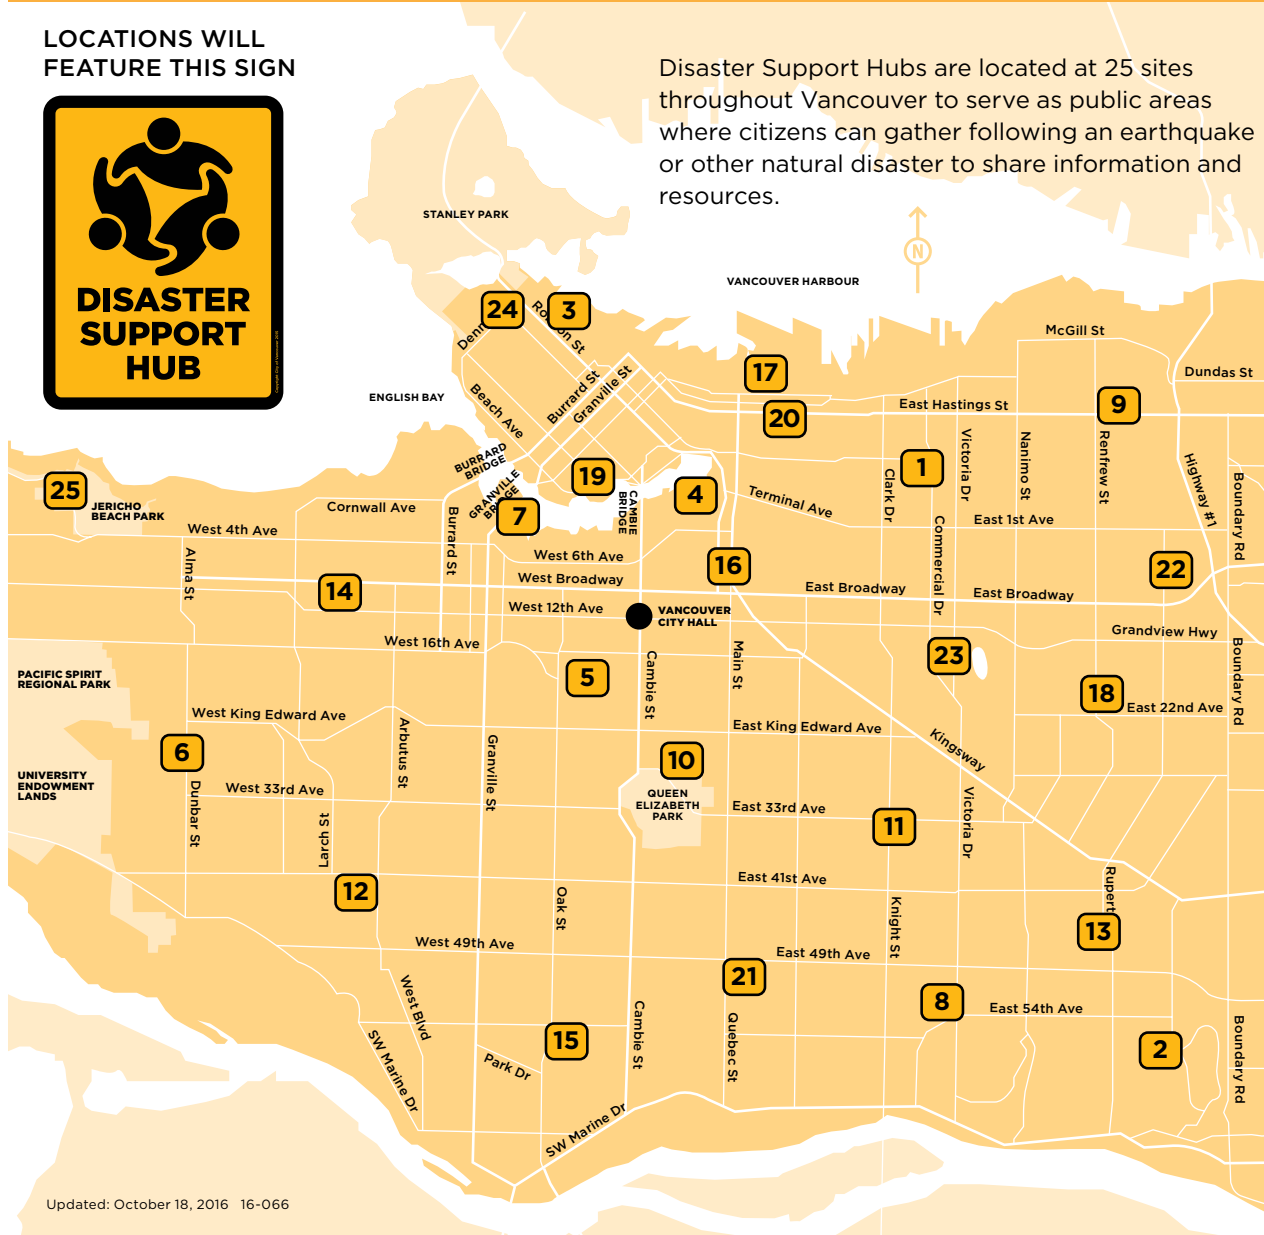 LOCATIONS WILL
FEATURE THIS SIGN
DISASTER
SUPPORT
HUB
Disaster Support Hubs are located at 25 sites
throughout Vancouver to serve as public areas
where citizens can gather following an earthquake
or other natural disaster to share information and
resources.
STANLEY PARK
N
VANCOUVER HARBOUR
24
3
Robson St
McGill St
17
Dundas St
ENGLISH BAY
Beach Ave
Burrard St
Granville St
20
East Hastings St
9
BURRARD
BRIDGE
GRANVILLE
BRIDGE
19
CAMBIE
BRIDGE
4
1
Victoria Dr
Nanimo St
Renfrew St
Highway #1
Boundary Rd
25
JERICHO
BEACH PARK
Cornwall Ave
7
Terminal Ave
Clark Dr
East 1st Ave
West 4th Ave
Burrard St
Commercial Dr
Alma St
West 6th Ave
16
22
14
West Broadway
East Broadway
East Broadway
West 12th Ave
VANCOUVER
CITY HALL
Grandview Hwy
West 16th Ave
Main St
23
Boundary Rd
PACIFIC SPIRIT
REGIONAL PARK
5
Cambie St
18
East 22nd Ave
West King Edward Ave
Arbutus St
East King Edward Ave
Kingsway
6
Granville St
10
UNIVERSITY
ENDOWMENT
LANDS
Dunbar St
West 33rd Ave
QUEEN
ELIZABETH
PARK
East 33rd Ave
Victoria Dr
11
Larch St
12
East 41st Ave
Rupert
Oak St
Knight St
13
West 49th Ave
East 49th Ave
21
8
West Blvd
East 54th Ave
Cambie St
Quebec St
Boundary Rd
15
2
SW Marine Dr
Park Dr
SW Marine Dr
Updated: October 18, 2016 16-066